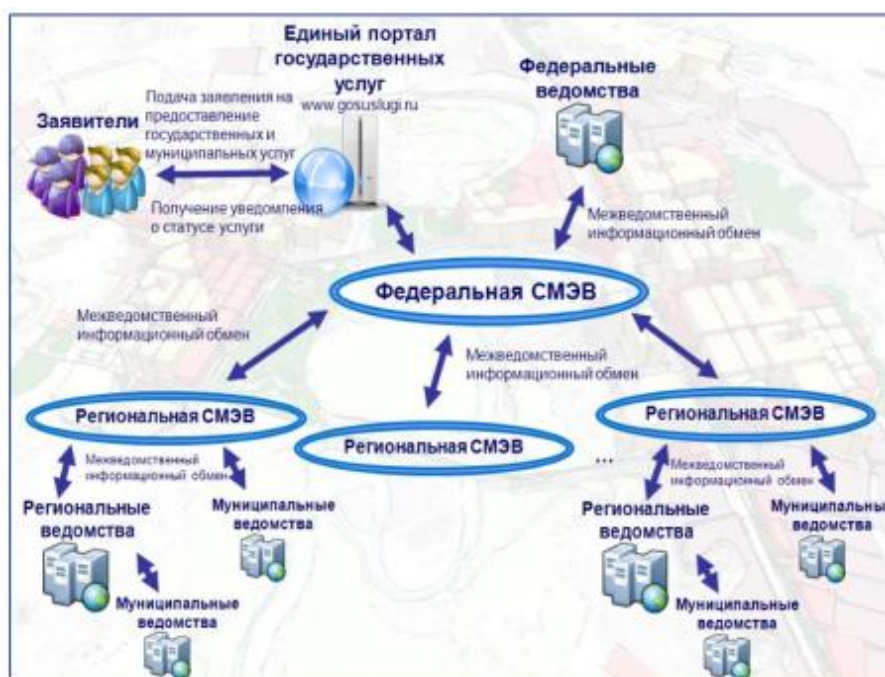 Единый портал
государственных
услуг
www.gosuslugi.ru
Федеральные
ведомства
Заявители
Подача заявления на
предоставление
государственных и
муниципальных услуг
Получение уведомления
о статусе услуги
Межведомственный
информационный обмен
Федеральная СМЭВ
Межведомственный
информационный обмен
Межведомственный
информационный обмен
Региональная СМЭВ
Региональная СМЭВ
...
Региональная СМЭВ
Межведомственный
информационный обмен
Региональные
ведомства
Муниципальные
ведомства
Муниципальные
ведомства
Межведомственный
информационный обмен
Региональные
ведомства
Муниципальные
ведомства
Муниципальные
ведомства